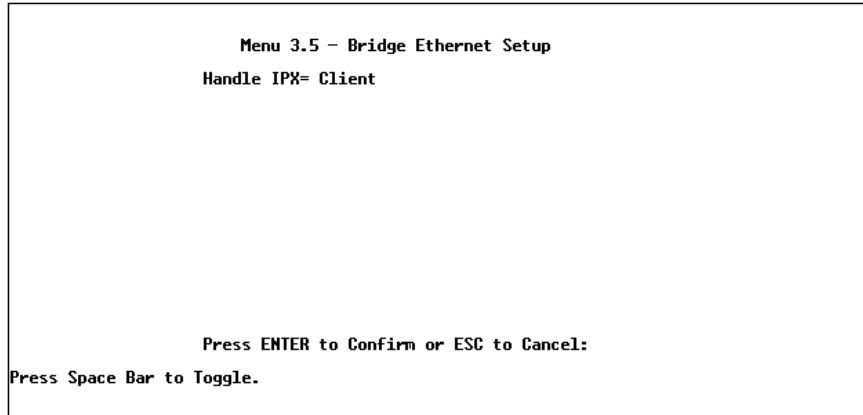 Menu 3.5 - Bridge Ethernet Setup
Handle IPX= Client
Press ENTER to Confirm or ESC to Cancel:
Press Space Bar to Toggle.